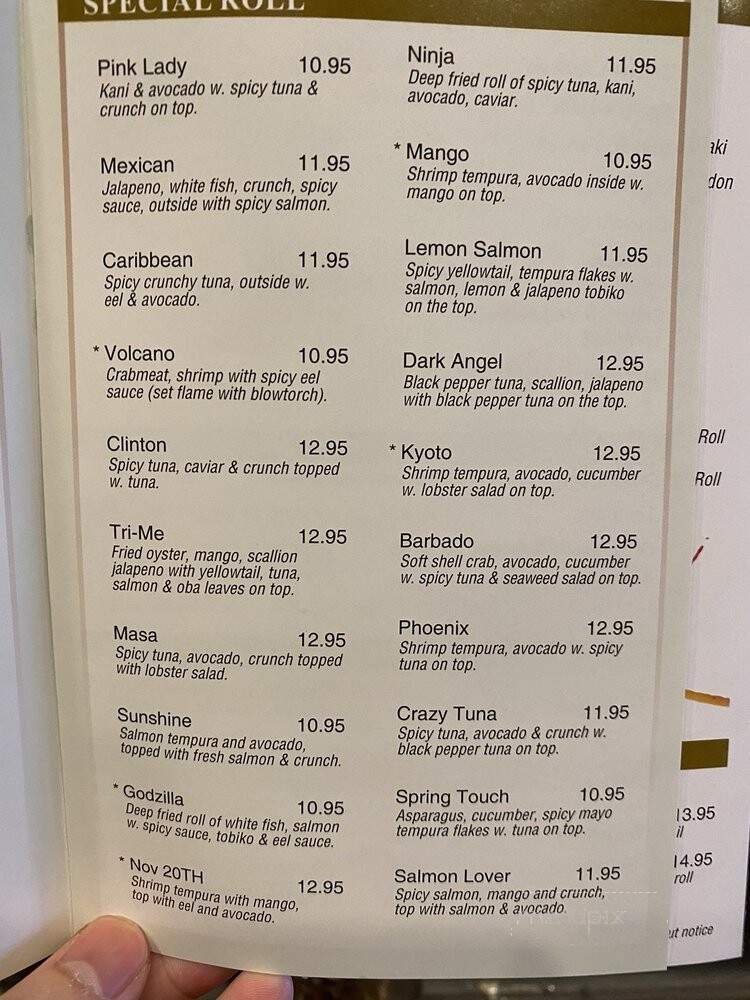 SPECIAL ROLL
Pink Lady 10.95
Kani & avocado w. spicy tuna &
crunch on top.
Mexican 11.95
Jalapeno, white fish, crunch, spicy
sauce, outside with spicy salmon.
Caribbean 11.95
Spicy crunchy tuna, outside w.
eel & avocado.
* Volcano 10.95
Crabmeat, shrimp with spicy eel
sauce (set flame with blowtorch).
Clinton 12.95
Spicy tuna, caviar & crunch topped
w. tuna.
Tri-Me 12.95
Fried oyster, mango, scallion
jalapeno with yellowtail, tuna,
salmon & oba leaves on top.
Masa 12.95
Spicy tuna, avocado, crunch topped
with lobster salad.
Sunshine 10.95
Salmon tempura and avocado,
topped with fresh salmon & crunch.
* Godzilla 10.95
Deep fried roll of white fish, salmon
w. spicy sauce, tobiko & eel sauce.
* Nov 20TH 12.95
Shrimp tempura with mango,
top with eel and avocado.
Ninja 11.95
Deep fried roll of spicy tuna, kani,
avocado, caviar.
* Mango 10.95
Shrimp tempura, avocado inside w.
mango on top.
Lemon Salmon 11.95
Spicy yellowtail, tempura flakes w.
salmon, lemon & jalapeno tobiko
on the top.
Dark Angel 12.95
Black pepper tuna, scallion, jalapeno
with black pepper tuna on the top.
* Kyoto 12.95
Shrimp tempura, avocado, cucumber
w. lobster salad on top.
Barbado 12.95
Soft shell crab, avocado, cucumber
w. spicy tuna & seaweed salad on top.
Phoenix 12.95
Shrimp tempura, avocado w. spicy
tuna on top.
Crazy Tuna 11.95
Spicy tuna, avocado & crunch w.
black pepper tuna on top.
Spring Touch 10.95
Asparagus, cucumber, spicy mayo
tempura flakes w. tuna on top.
Salmon Lover 11.95
Spicy salmon, mango and crunch,
top with salmon & avocado.
aki
don
Roll
Roll
13.95
il
14.95
roll
ut notice